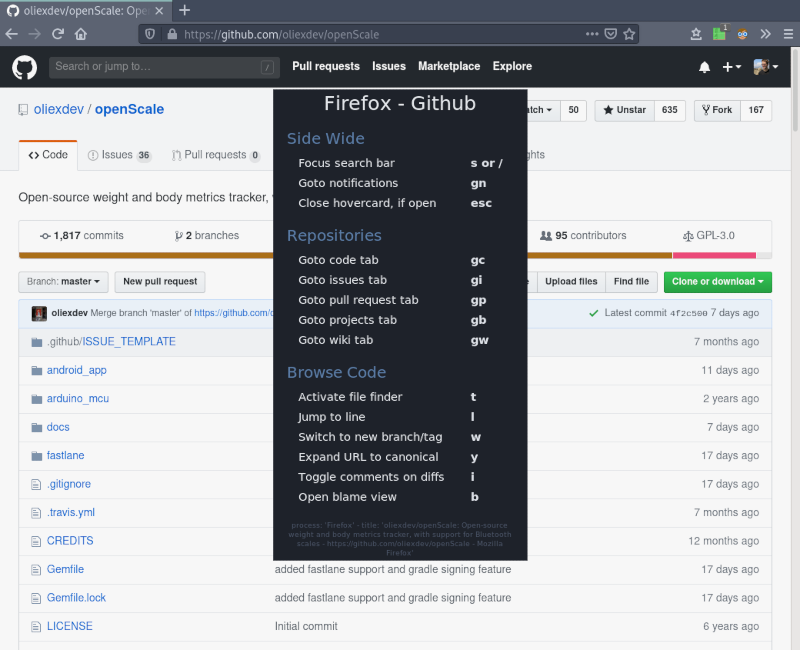 oliexdev/openScale: Open
https://github.com/oliexdev/openScale
1
Search or jump to…
/
Pull requests Issues Marketplace Explore
oliexdev / openScale
50
Unstar 635
Fork 167
Code
Issues 36
Pull requests 0
Open-source weight and body metrics tracker,
1,817 commits
2 branches
95 contributors
GPL-3.0
Branch: master
New pull request
Upload files
Find file
Clone or download
oliexdev Merge branch 'master' of https://github.com/
Latest commit 4f2c500 7 days ago
.github/ISSUE_TEMPLATE 7 months ago
android_app 11 days ago
arduino_mcu 2 years ago
docs 7 days ago
fastlane 17 days ago
.gitignore 17 days ago
.travis.yml 7 months ago
CREDITS 12 months ago
Gemfile added fastlane support and gradle signing feature 17 days ago
Gemfile.lock added fastlane support and gradle signing feature 17 days ago
LICENSE Initial commit 6 years ago
Firefox - Github
Side Wide
Focus search bar s or /
Goto notifications gn
Close hovercard, if open esc
Repositories
Goto code tab gc
Goto issues tab gi
Goto pull request tab gp
Goto projects tab gb
Goto wiki tab gw
Browse Code
Activate file finder t
Jump to line l
Switch to new branch/tag w
Expand URL to canonical y
Toggle comments on diffs i
Open blame view b
process: 'Firefox' - title: 'oliexdev/openScale: Open-source
weight and body metrics tracker, with support for Bluetooth
scales - https://github.com/oliexdev/openScale - Mozilla
Firefox'